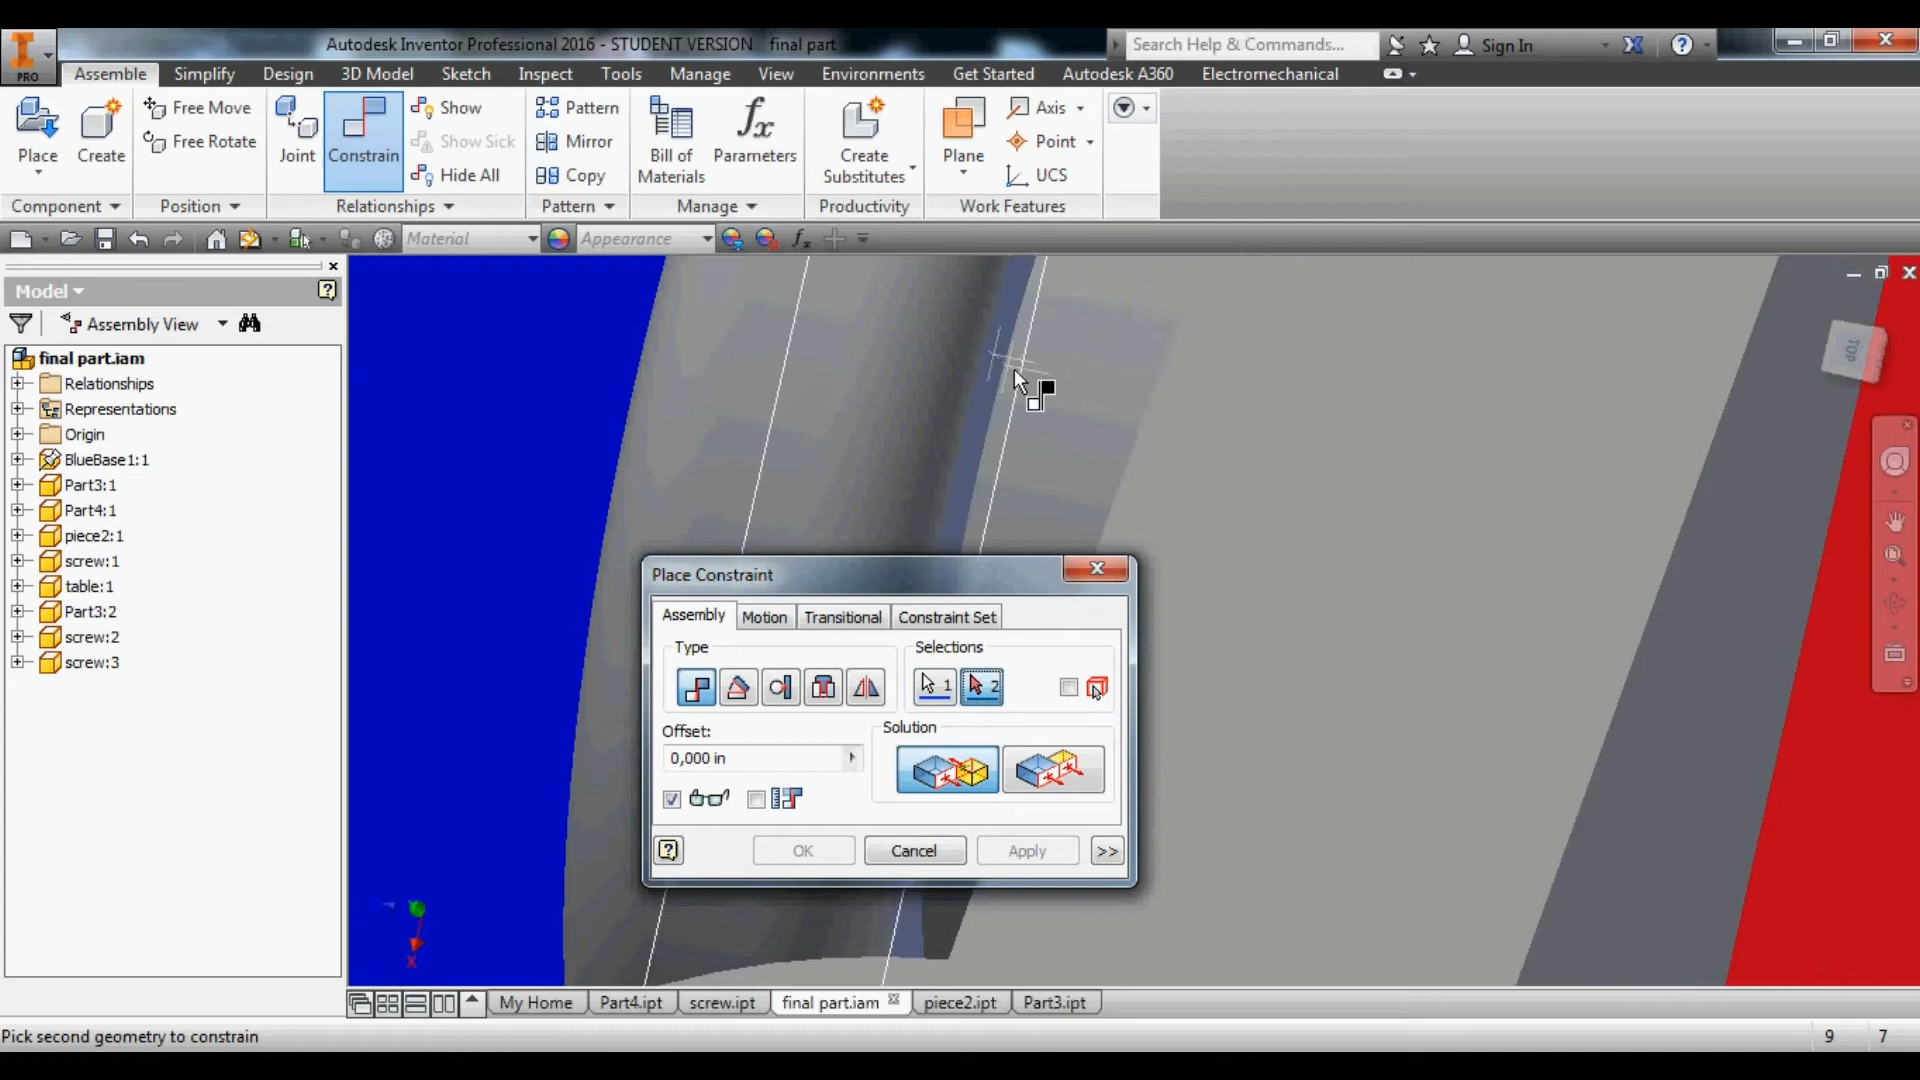 Autodesk Inventor Professional 2016 - STUDENT VERSION final part
Search Help & Commands...
Sign In
PRO
Assemble Simplify Design 3D Model Sketch Inspect Tools Manage View Environments Get Started Autodesk A360 Electromechanical
Place
Create
Free Move
Free Rotate
Joint
Constrain
Show
Show Sick
Hide All
Pattern
Mirror
Copy
Bill of
Materials
fx
Parameters
Create
Substitutes
Plane
Axis
Point
UCS
Component Position Relationships Pattern Manage Productivity Work Features
Material
Appearance
fx
Model
Assembly View
final part.iam
Relationships
Representations
Origin
BlueBase1:1
Part3:1
Part4:1
piece2:1
screw:1
table:1
Part3:2
screw:2
screw:3
TOP
X
Place Constraint
Assembly Motion Transitional Constraint Set
Type
Selections
1
2
Offset:
0,000 in
Solution
OK
Cancel
Apply
>>
My Home Part4.ipt screw.ipt final part.iam piece2.ipt Part3.ipt
Pick second geometry to constrain
9 7